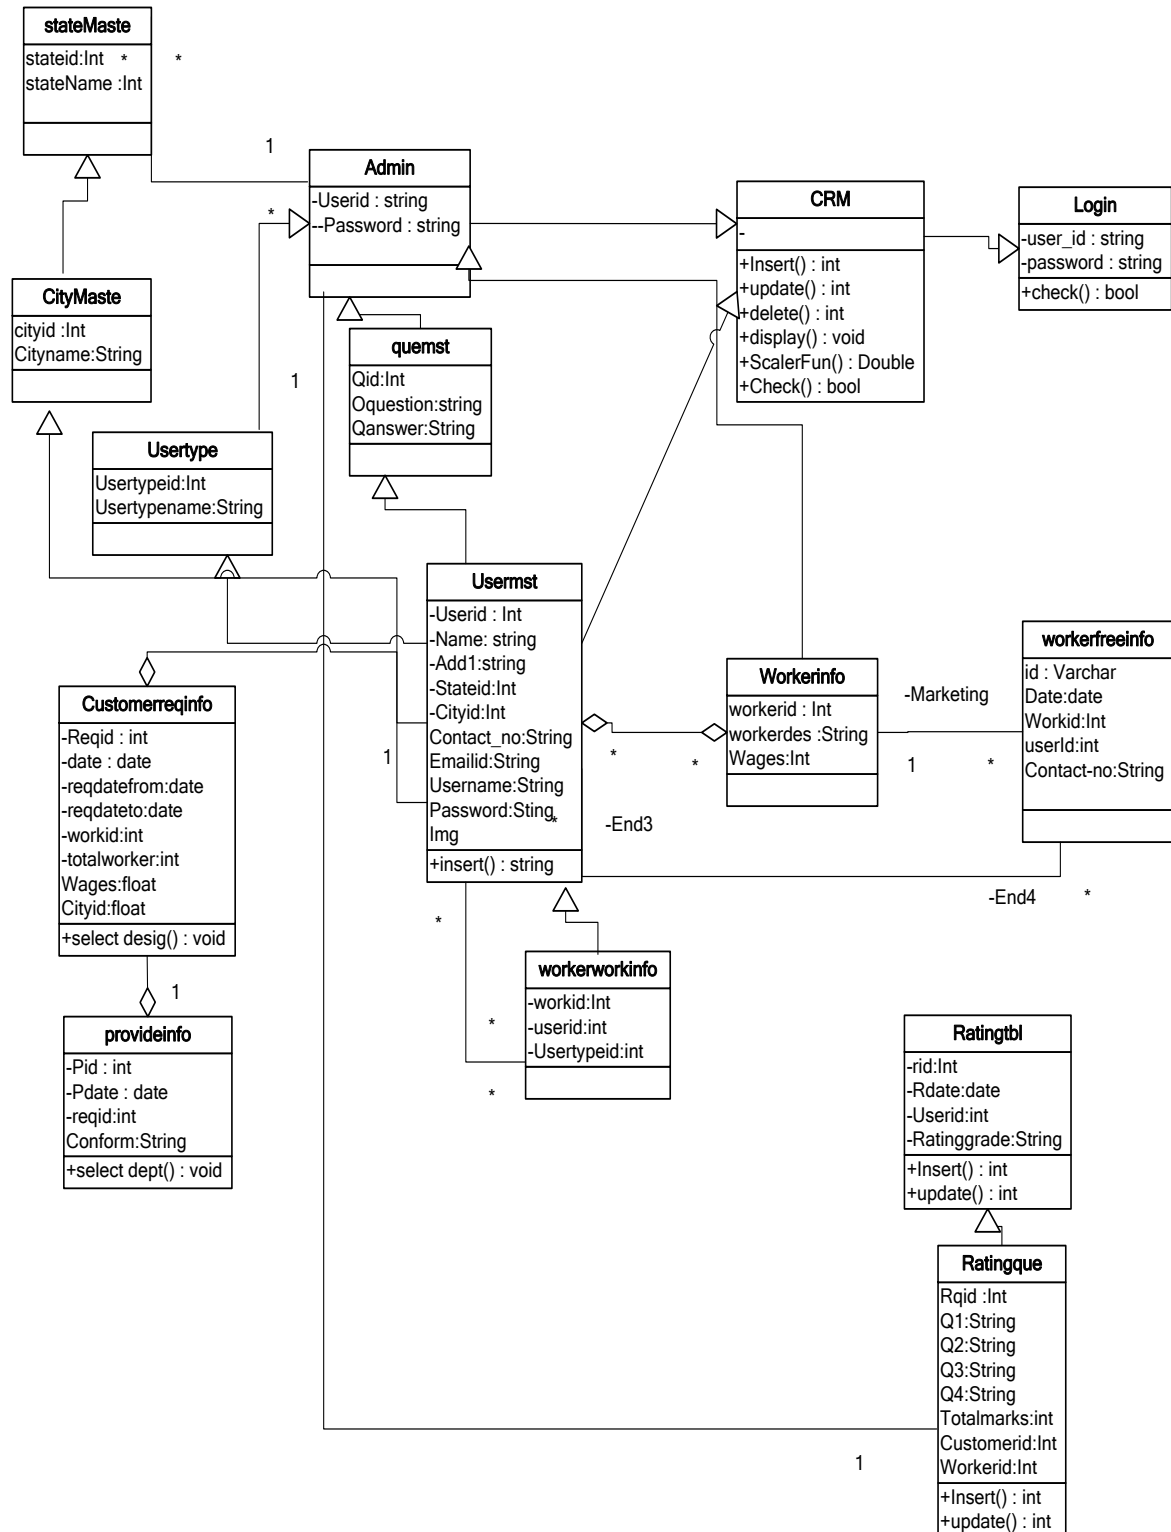 stateMaste
stateid:Int * *
stateName :Int
1
Admin
-Userid : string
--Password : string
*
CRM
-
+Insert() : int
+update() : int
+delete() : int
+display() : void
+ScalerFun() : Double
+Check() : bool
Login
-user_id : string
-password : string
+check() : bool
CityMaste
cityid :Int
Cityname:String
1
quemst
Qid:Int
Oquestion:string
Qanswer:String
Usertype
Usertypeid:Int
Usertypename:String
Usermst
-Userid : Int
-Name: string
-Add1:string
-Stateid:Int
-Cityid:Int
Contact_no:String
Emailid:String
Username:String
Password:Sting
Img
+insert() : string
1
*
*
*
-End3
Workerinfo
workerid : Int
workerdes :String
Wages:Int
-Marketing
1
*
workerfreeinfo
id : Varchar
Date:date
Workid:Int
userId:int
Contact-no:String
-End4
*
Customerreqinfo
-Reqid : int
-date : date
-reqdatefrom:date
-reqdateto:date
-workid:int
-totalworker:int
Wages:float
Cityid:float
+select desig() : void
1
provideinfo
-Pid : int
-Pdate : date
-reqid:int
Conform:String
+select dept() : void
*
*
*
workerworkinfo
-workid:Int
-userid:int
-Usertypeid:int
Ratingtbl
-rid:Int
-Rdate:date
-Userid:int
-Ratinggrade:String
+Insert() : int
+update() : int
1
Ratingque
Rqid :Int
Q1:String
Q2:String
Q3:String
Q4:String
Totalmarks:int
Customerid:Int
Workerid:Int
+Insert() : int
+update() : int